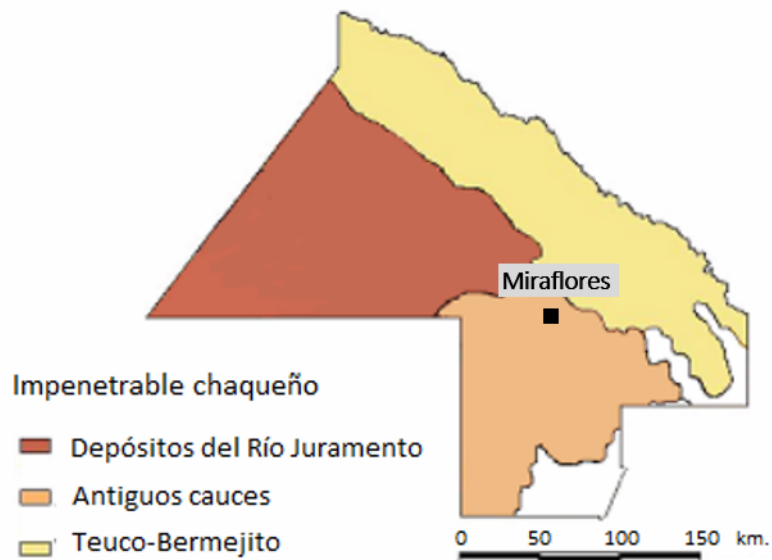 Miraflores
Impenetrable chaqueño
Depósitos del Río Juramento
Antiguos cauces
Teuco-Bermejito
0 50 100 150 km.